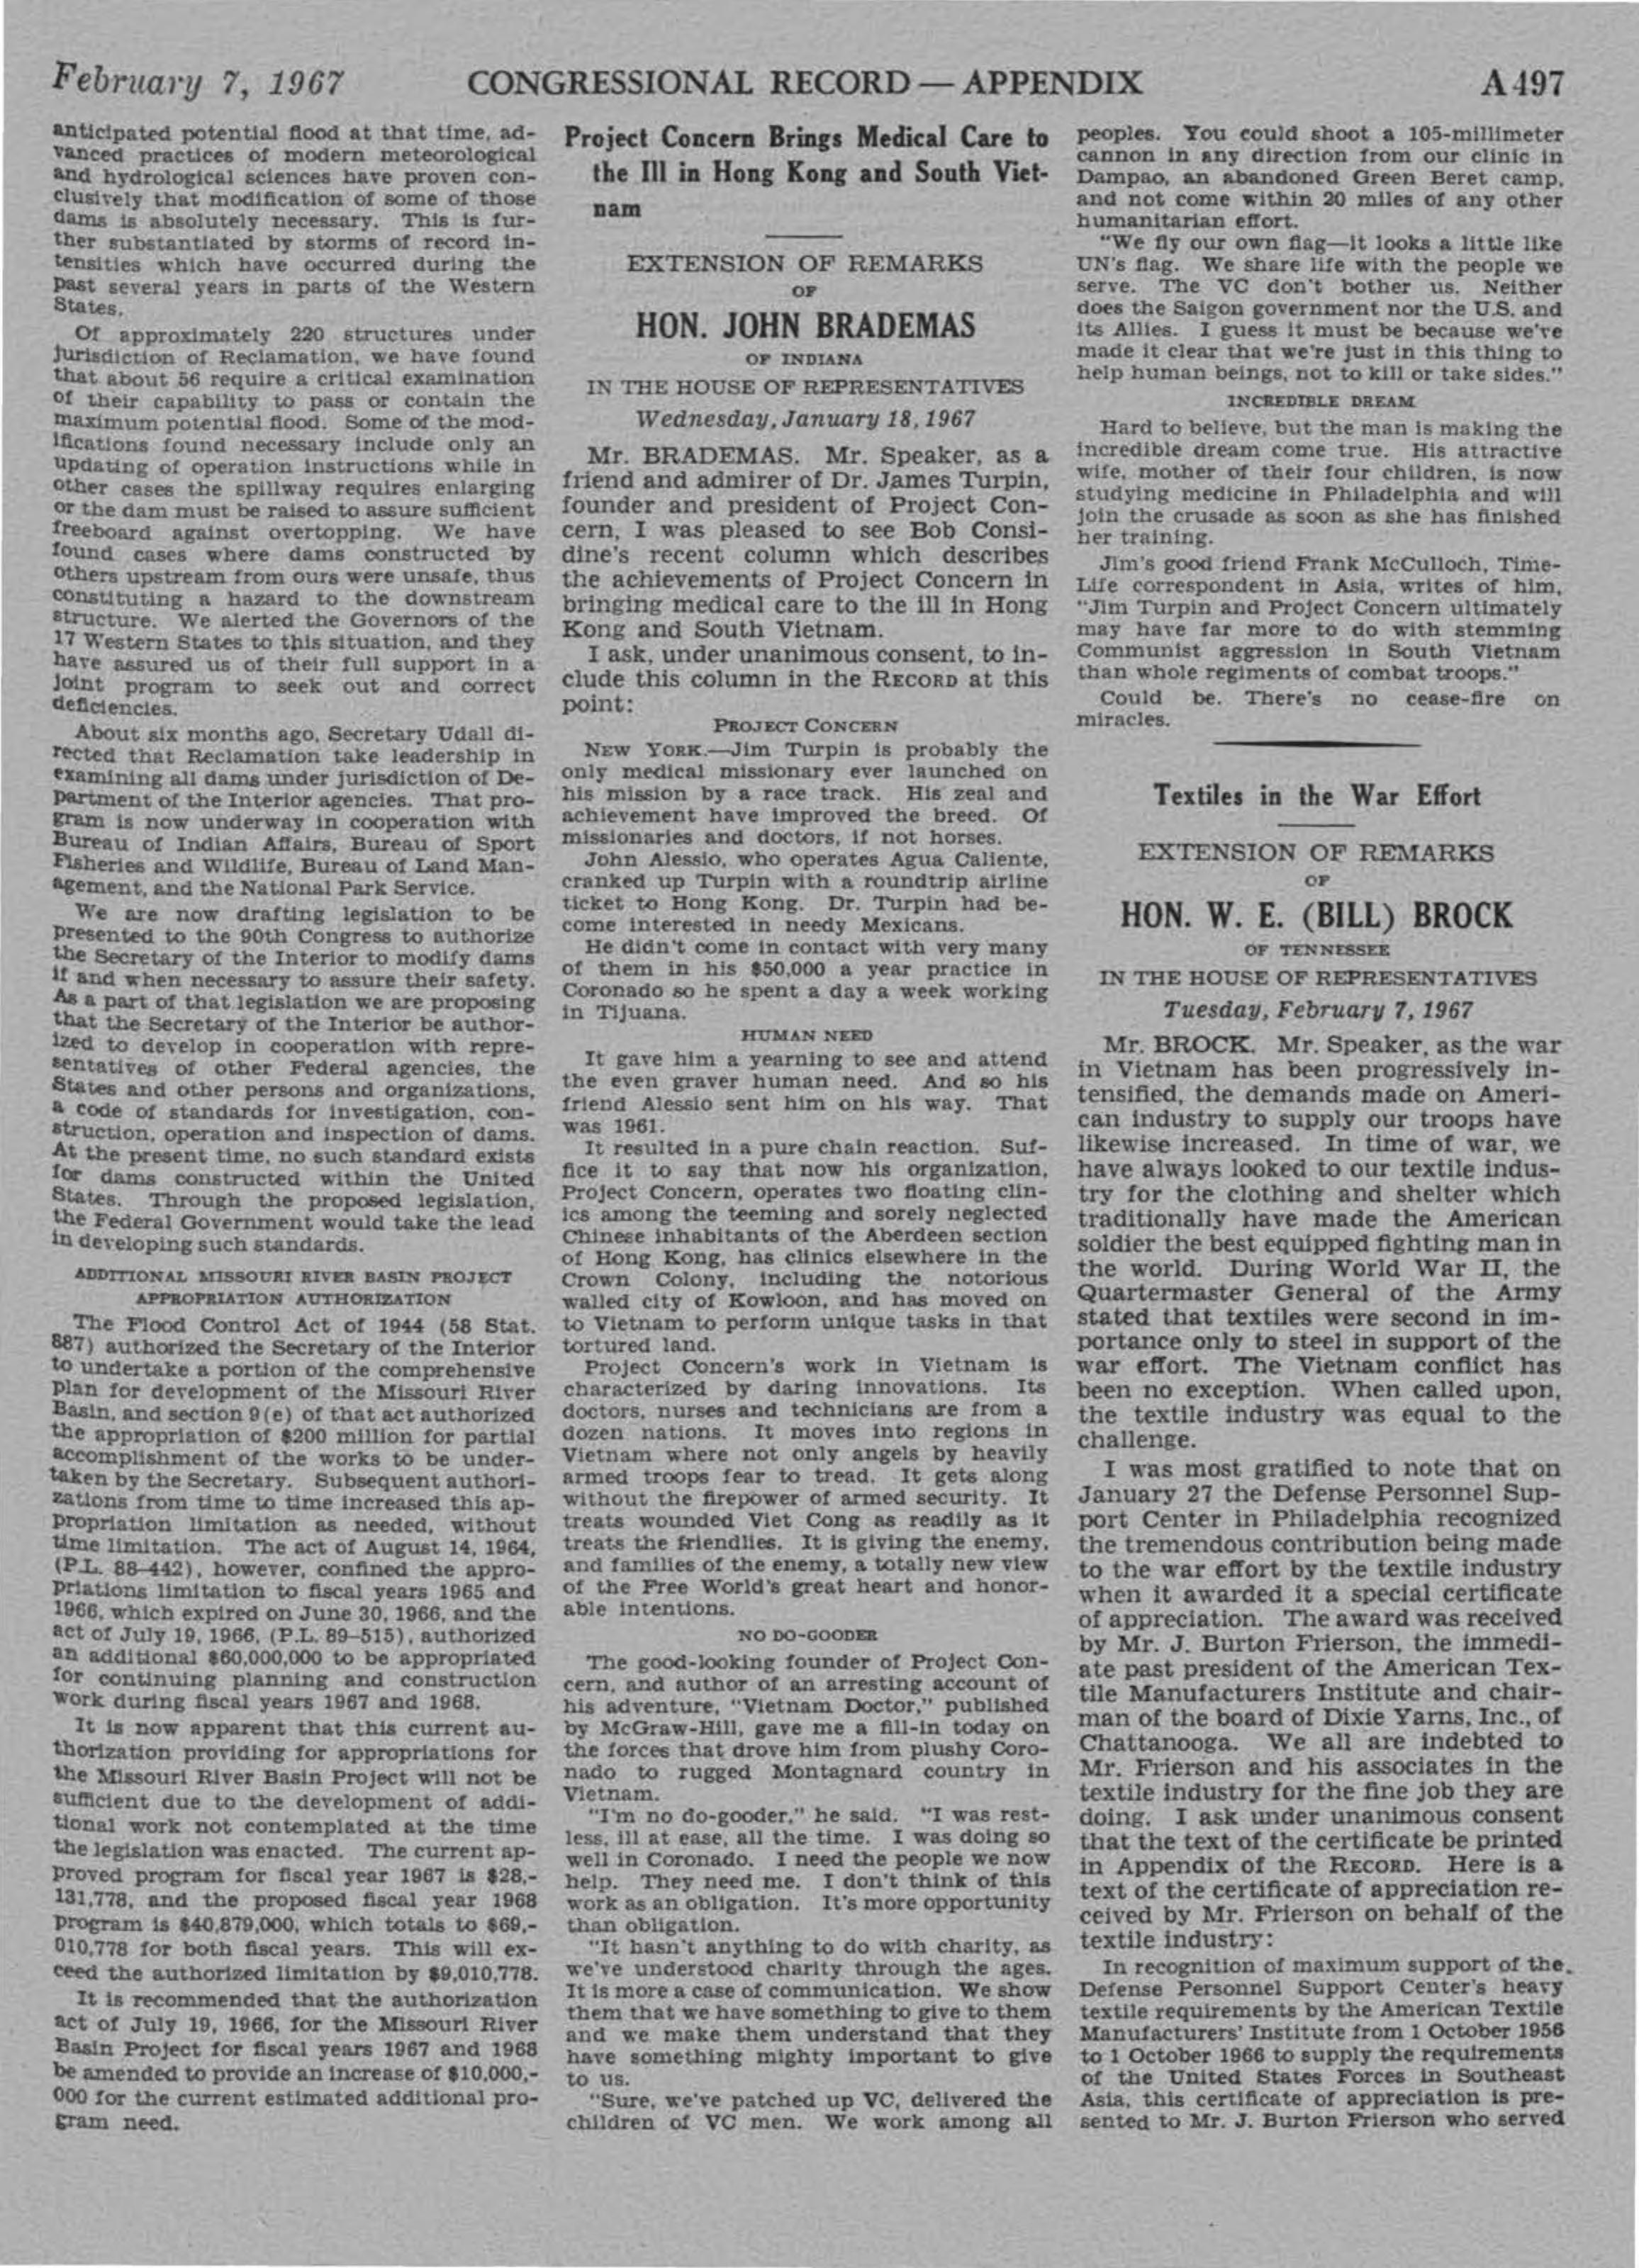 February 7, 1967
CONGRESSIONAL RECORD — APPENDIX
A497
anticipated potential flood at that time, ad-
vanced practices of modern meteorological
and hydrological sciences have proven con-
clusively that modification of some of those
dams is absolutely necessary. This is fur-
ther substantiated by storms of record in-
tensities which have occurred during the
past several years in parts of the Western
States.
Of approximately 220 structures under
jurisdiction of Reclamation, we have found
that about 56 require a critical examination
of their capability to pass or contain the
maximum potential flood. Some of the mod-
ifications found necessary include only an
updating of operation instructions while in
other cases the spillway requires enlarging
or the dam must be raised to assure sufficient
freeboard against overtopping. We have
found cases where dams constructed by
others upstream from ours were unsafe, thus
constituting a hazard to the downstream
structure. We alerted the Governors of the
17 Western States to this situation, and they
have assured us of their full support in a
joint program to seek out and correct
deficiencies.
About six months ago, Secretary Udall di-
rected that Reclamation take leadership in
examining all dams under jurisdiction of De-
partment of the Interior agencies. That pro-
gram is now underway in cooperation with
Bureau of Indian Affairs, Bureau of Sport
Fisheries and Wildlife, Bureau of Land Man-
agement, and the National Park Service.
We are now drafting legislation to be
presented to the 90th Congress to authorize
the Secretary of the Interior to modify dams
if and when necessary to assure their safety.
As a part of that legislation we are proposing
that the Secretary of the Interior be author-
ized to develop in cooperation with repre-
sentatives of other Federal agencies, the
States and other persons and organizations,
a code of standards for investigation, con-
struction, operation and inspection of dams.
At the present time, no such standard exists
for dams constructed within the United
States. Through the proposed legislation,
the Federal Government would take the lead
in developing such standards.
ADDITIONAL MISSOURI RIVER BASIN PROJECT
APPROPRIATION AUTHORIZATION
The Flood Control Act of 1944 (58 Stat.
887) authorized the Secretary of the Interior
to undertake a portion of the comprehensive
plan for development of the Missouri River
Basin, and section 9(e) of that act authorized
the appropriation of $200 million for partial
accomplishment of the works to be under-
taken by the Secretary. Subsequent authori-
zations from time to time increased this ap-
propriation limitation as needed, without
time limitation. The act of August 14, 1964,
(P.L. 88–442), however, confined the appro-
priations limitation to fiscal years 1965 and
1966, which expired on June 30, 1966, and the
act of July 19, 1966, (P.L. 89–515), authorized
an additional $60,000,000 to be appropriated
for continuing planning and construction
work during fiscal years 1967 and 1968.
It is now apparent that this current au-
thorization providing for appropriations for
the Missouri River Basin Project will not be
sufficient due to the development of addi-
tional work not contemplated at the time
the legislation was enacted. The current ap-
proved program for fiscal year 1967 is $28,-
131,778, and the proposed fiscal year 1968
program is $40,879,000, which totals to $69,-
010,778 for both fiscal years. This will ex-
ceed the authorized limitation by $9,010,778.
It is recommended that the authorization
act of July 19, 1966, for the Missouri River
Basin Project for fiscal years 1967 and 1968
be amended to provide an increase of $10,000,-
000 for the current estimated additional pro-
gram need.
Project Concern Brings Medical Care to
the Ill in Hong Kong and South Viet-
nam
EXTENSION OF REMARKS
OF
HON. JOHN BRADEMAS
OF INDIANA
IN THE HOUSE OF REPRESENTATIVES
Wednesday, January 18, 1967
Mr. BRADEMAS. Mr. Speaker, as a
friend and admirer of Dr. James Turpin,
founder and president of Project Con-
cern, I was pleased to see Bob Consi-
dine's recent column which describes
the achievements of Project Concern in
bringing medical care to the ill in Hong
Kong and South Vietnam.
I ask, under unanimous consent, to in-
clude this column in the RECORD at this
point:
PROJECT CONCERN
NEW YORK.—Jim Turpin is probably the
only medical missionary ever launched on
his mission by a race track. His zeal and
achievement have improved the breed. Of
missionaries and doctors, if not horses.
John Alessio, who operates Agua Caliente,
cranked up Turpin with a roundtrip airline
ticket to Hong Kong. Dr. Turpin had be-
come interested in needy Mexicans.
He didn't come in contact with very many
of them in his $50,000 a year practice in
Coronado so he spent a day a week working
in Tijuana.
HUMAN NEED
It gave him a yearning to see and attend
the even graver human need. And so his
friend Alessio sent him on his way. That
was 1961.
It resulted in a pure chain reaction. Suf-
fice it to say that now his organization,
Project Concern, operates two floating clin-
ics among the teeming and sorely neglected
Chinese inhabitants of the Aberdeen section
of Hong Kong, has clinics elsewhere in the
Crown Colony, including the notorious
walled city of Kowloon, and has moved on
to Vietnam to perform unique tasks in that
tortured land.
Project Concern's work in Vietnam is
characterized by daring innovations. Its
doctors, nurses and technicians are from a
dozen nations. It moves into regions in
Vietnam where not only angels by heavily
armed troops fear to tread. It gets along
without the firepower of armed security. It
treats wounded Viet Cong as readily as it
treats the friendlies. It is giving the enemy,
and families of the enemy, a totally new view
of the Free World's great heart and honor-
able intentions.
NO DO-GOODER
The good-looking founder of Project Con-
cern, and author of an arresting account of
his adventure, "Vietnam Doctor," published
by McGraw-Hill, gave me a fill-in today on
the forces that drove him from plushy Coro-
nado to rugged Montagnard country in
Vietnam.
"I'm no do-gooder," he said. "I was rest-
less, ill at ease, all the time. I was doing so
well in Coronado. I need the people we now
help. They need me. I don't think of this
work as an obligation. It's more opportunity
than obligation.
"It hasn't anything to do with charity, as
we've understood charity through the ages.
It is more a case of communication. We show
them that we have something to give to them
and we make them understand that they
have something mighty important to give
to us.
"Sure, we've patched up VC, delivered the
children of VC men. We work among all
peoples. You could shoot a 105-millimeter
cannon in any direction from our clinic in
Dampao, an abandoned Green Beret camp,
and not come within 20 miles of any other
humanitarian effort.
"We fly our own flag—it looks a little like
UN's flag. We share life with the people we
serve. The VC don't bother us. Neither
does the Saigon government nor the U.S. and
its Allies. I guess it must be because we've
made it clear that we're just in this thing to
help human beings, not to kill or take sides."
INCREDIBLE DREAM
Hard to believe, but the man is making the
incredible dream come true. His attractive
wife, mother of their four children, is now
studying medicine in Philadelphia and will
join the crusade as soon as she has finished
her training.
Jim's good friend Frank McCulloch, Time-
Life correspondent in Asia, writes of him,
"Jim Turpin and Project Concern ultimately
may have far more to do with stemming
Communist aggression in South Vietnam
than whole regiments of combat troops."
Could be. There's no cease-fire on
miracles.
Textiles in the War Effort
EXTENSION OF REMARKS
OF
HON. W. E. (BILL) BROCK
OF TENNESSEE
IN THE HOUSE OF REPRESENTATIVES
Tuesday, February 7, 1967
Mr. BROCK. Mr. Speaker, as the war
in Vietnam has been progressively in-
tensified, the demands made on Ameri-
can industry to supply our troops have
likewise increased. In time of war, we
have always looked to our textile indus-
try for the clothing and shelter which
traditionally have made the American
soldier the best equipped fighting man in
the world. During World War II, the
Quartermaster General of the Army
stated that textiles were second in im-
portance only to steel in support of the
war effort. The Vietnam conflict has
been no exception. When called upon,
the textile industry was equal to the
challenge.
I was most gratified to note that on
January 27 the Defense Personnel Sup-
port Center in Philadelphia recognized
the tremendous contribution being made
to the war effort by the textile industry
when it awarded it a special certificate
of appreciation. The award was received
by Mr. J. Burton Frierson, the immedi-
ate past president of the American Tex-
tile Manufacturers Institute and chair-
man of the board of Dixie Yarns, Inc., of
Chattanooga. We all are indebted to
Mr. Frierson and his associates in the
textile industry for the fine job they are
doing. I ask under unanimous consent
that the text of the certificate be printed
in Appendix of the RECORD. Here is a
text of the certificate of appreciation re-
ceived by Mr. Frierson on behalf of the
textile industry:
In recognition of maximum support of the
Defense Personnel Support Center's heavy
textile requirements by the American Textile
Manufacturers' Institute from 1 October 1956
to 1 October 1966 to supply the requirements
of the United States Forces in Southeast
Asia, this certificate of appreciation is pre-
sented to Mr. J. Burton Frierson who served